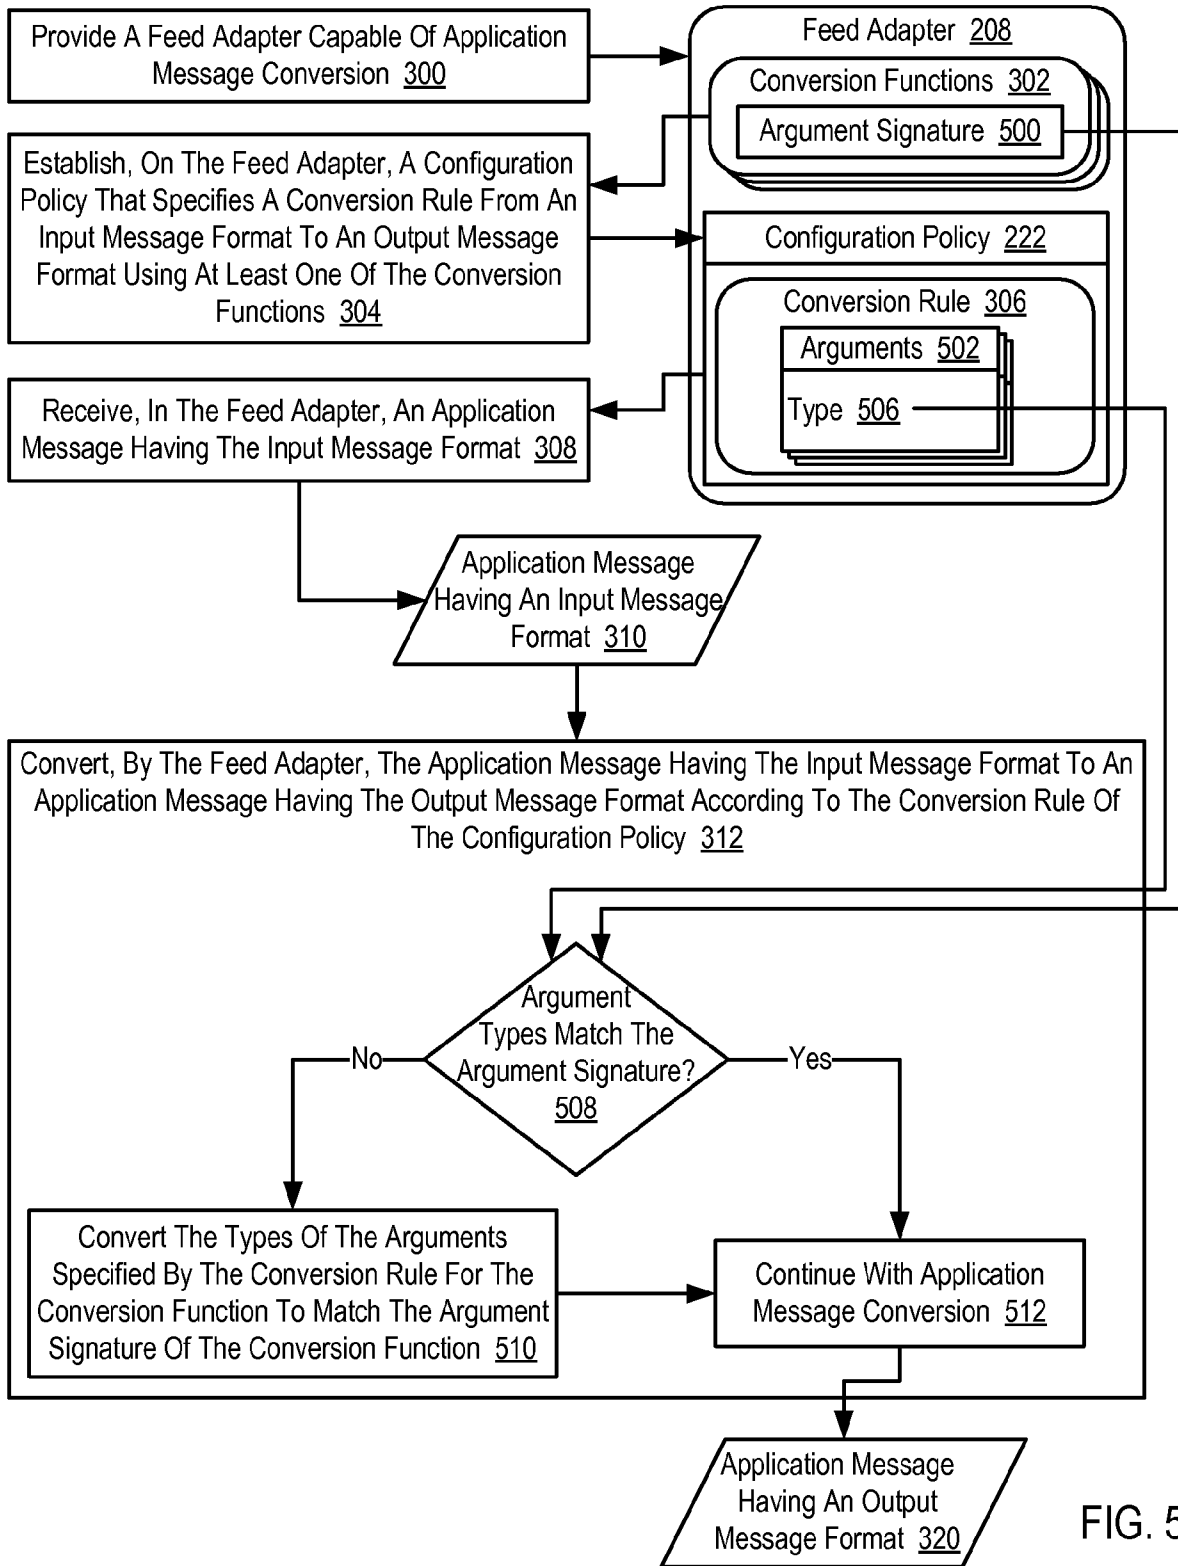 Provide A Feed Adapter Capable Of Application
Message Conversion 300
Feed Adapter 208
Conversion Functions 302
Argument Signature 500
Establish, On The Feed Adapter, A Configuration
Policy That Specifies A Conversion Rule From An
Input Message Format To An Output Message
Format Using At Least One Of The Conversion
Functions 304
Configuration Policy 222
Conversion Rule 306
Arguments 502
Type 506
Receive, In The Feed Adapter, An Application
Message Having The Input Message Format 308
Application Message
Having An Input Message
Format 310
Convert, By The Feed Adapter, The Application Message Having The Input Message Format To An
Application Message Having The Output Message Format According To The Conversion Rule Of
The Configuration Policy 312
Argument
Types Match The
Argument Signature?
508
No
Yes
Convert The Types Of The Arguments
Specified By The Conversion Rule For The
Conversion Function To Match The Argument
Signature Of The Conversion Function 510
Continue With Application
Message Conversion 512
Application Message
Having An Output
Message Format 320
FIG. 5